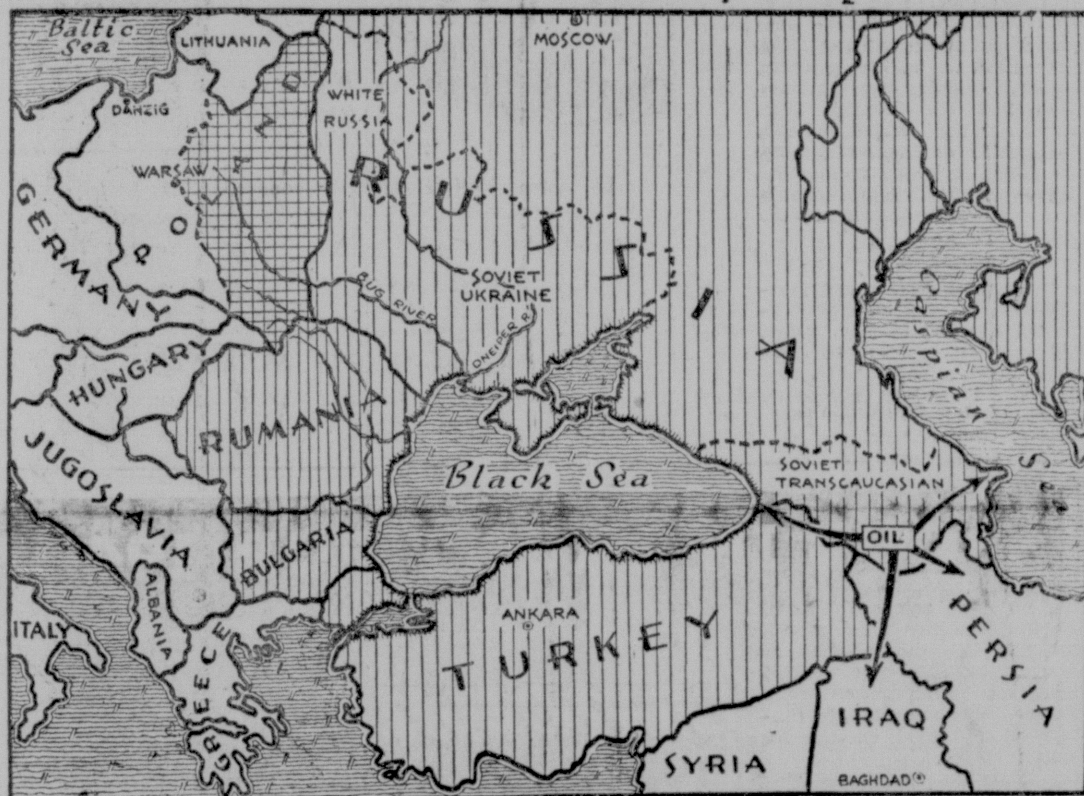 Baltic
Sea
LITHUANIA
MOSCOW
DANZIG
WHITE
RUSSIA
WARSAW
POLAND
GERMANY
RUSSIA
SOVIET
UKRAINE
BUG RIVER
DNEIPER R.
Caspian Sea
HUNGARY
RUMANIA
JUGOSLAVIA
Black Sea
SOVIET
TRANSCAUCASIAN
OIL
BULGARIA
ALBANIA
ITALY
GREECE
ANKARA
TURKEY
PERSIA
IRAQ
SYRIA
BAGHDAD